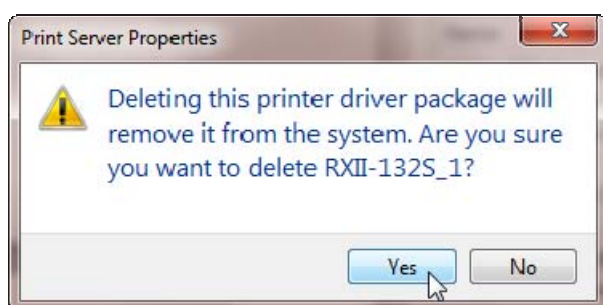 Print Server Properties
Deleting this printer driver package will
remove it from the system. Are you sure
you want to delete RXII-132S_1?
Yes
No